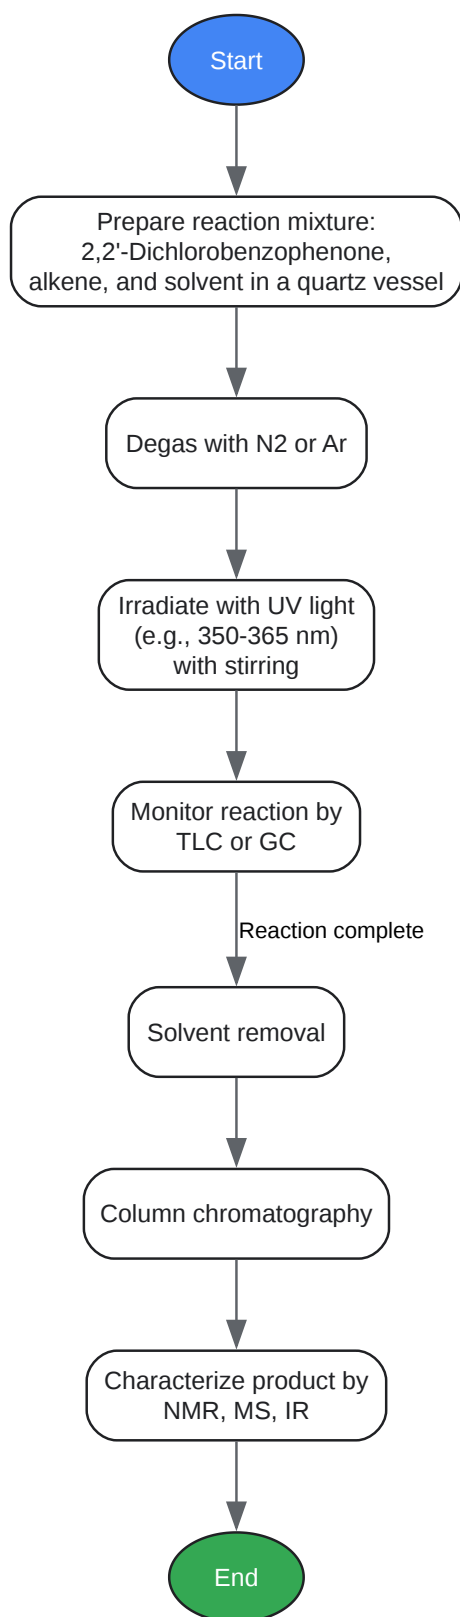 Start
Prepare reaction mixture:
2,2'-Dichlorobenzophenone,
alkene, and solvent in a quartz vessel
Degas with N2 or Ar
Irradiate with UV light
(e.g., 350-365 nm)
with stirring
Monitor reaction by
TLC or GC
Reaction complete
Solvent removal
Column chromatography
Characterize product by
NMR, MS, IR
End